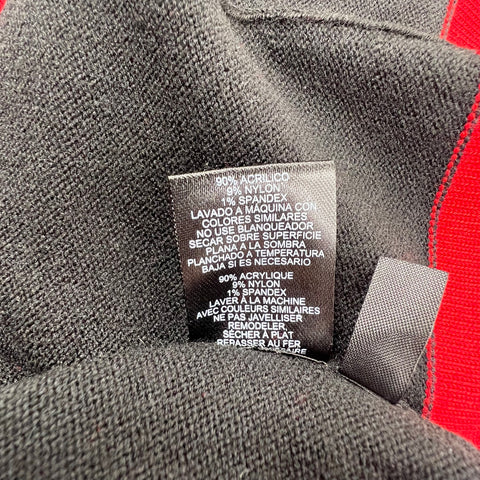 90% ACRILICO
9% NYLON
1% SPANDEX
LAVADO A MÁQUINA CON
COLORES SIMILARES
NO USE BLANQUEADOR
SECAR SOBRE SUPERFICIE
PLANA A LA SOMBRA
PLANCHADO A TEMPERATURA
BAJA SI ES NECESARIO
90% ACRYLIQUE
9% NYLON
1% SPANDEX
LAVER À LA MACHINE
AVEC COULEURS SIMILAIRES
NE PAS JAVELLISER
REMODELER,
SÈCHER À PLAT
REPASSER AU FER